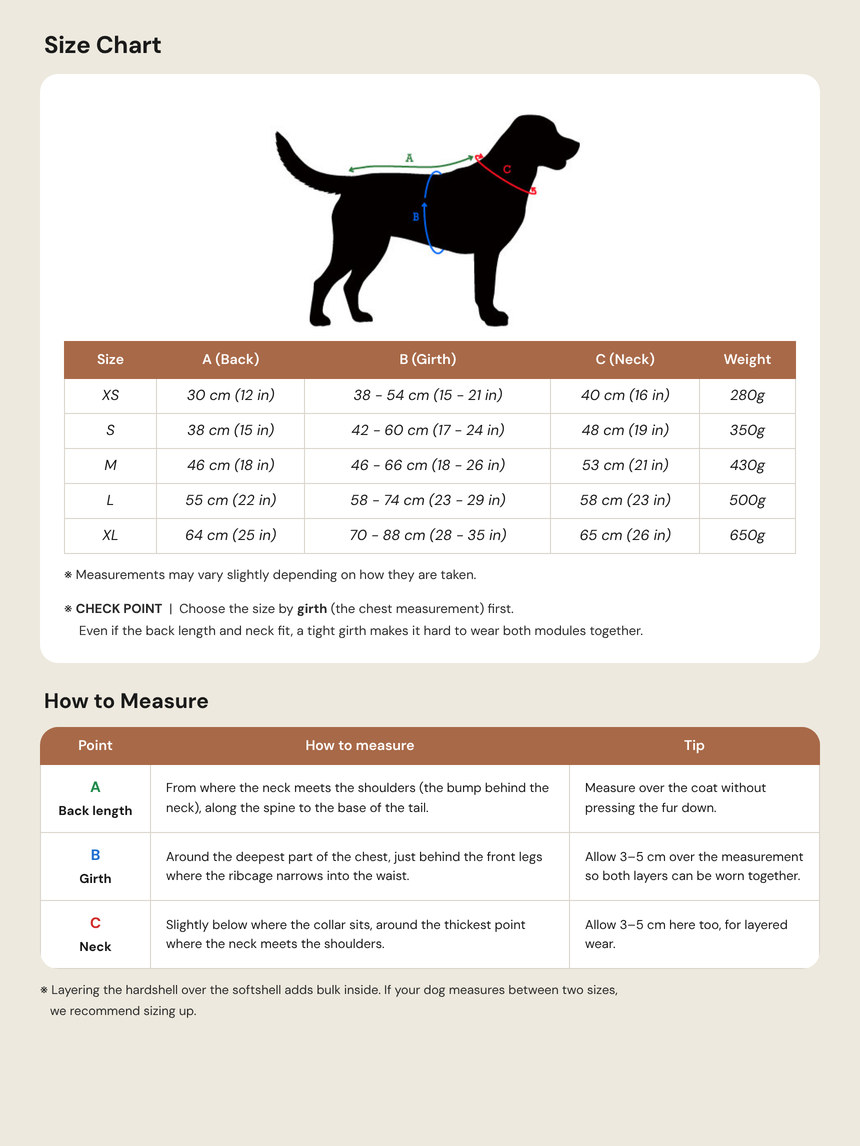 Size Chart
A
C
B
Size A (Back) B (Girth) C (Neck) Weight
XS 30 cm (12 in) 38 - 54 cm (15 - 21 in) 40 cm (16 in) 280g
S 38 cm (15 in) 42 - 60 cm (17 - 24 in) 48 cm (19 in) 350g
M 46 cm (18 in) 46 - 66 cm (18 - 26 in) 53 cm (21 in) 430g
L 55 cm (22 in) 58 - 74 cm (23 - 29 in) 58 cm (23 in) 500g
XL 64 cm (25 in) 70 - 88 cm (28 - 35 in) 65 cm (26 in) 650g
※ Measurements may vary slightly depending on how they are taken.
※ CHECK POINT | Choose the size by girth (the chest measurement) first.
Even if the back length and neck fit, a tight girth makes it hard to wear both modules together.
How to Measure
Point How to measure Tip
A
Back length
From where the neck meets the shoulders (the bump behind the
neck), along the spine to the base of the tail.
Measure over the coat without
pressing the fur down.
B
Girth
Around the deepest part of the chest, just behind the front legs
where the ribcage narrows into the waist.
Allow 3–5 cm over the measurement
so both layers can be worn together.
C
Neck
Slightly below where the collar sits, around the thickest point
where the neck meets the shoulders.
Allow 3–5 cm here too, for layered
wear.
※ Layering the hardshell over the softshell adds bulk inside. If your dog measures between two sizes,
we recommend sizing up.